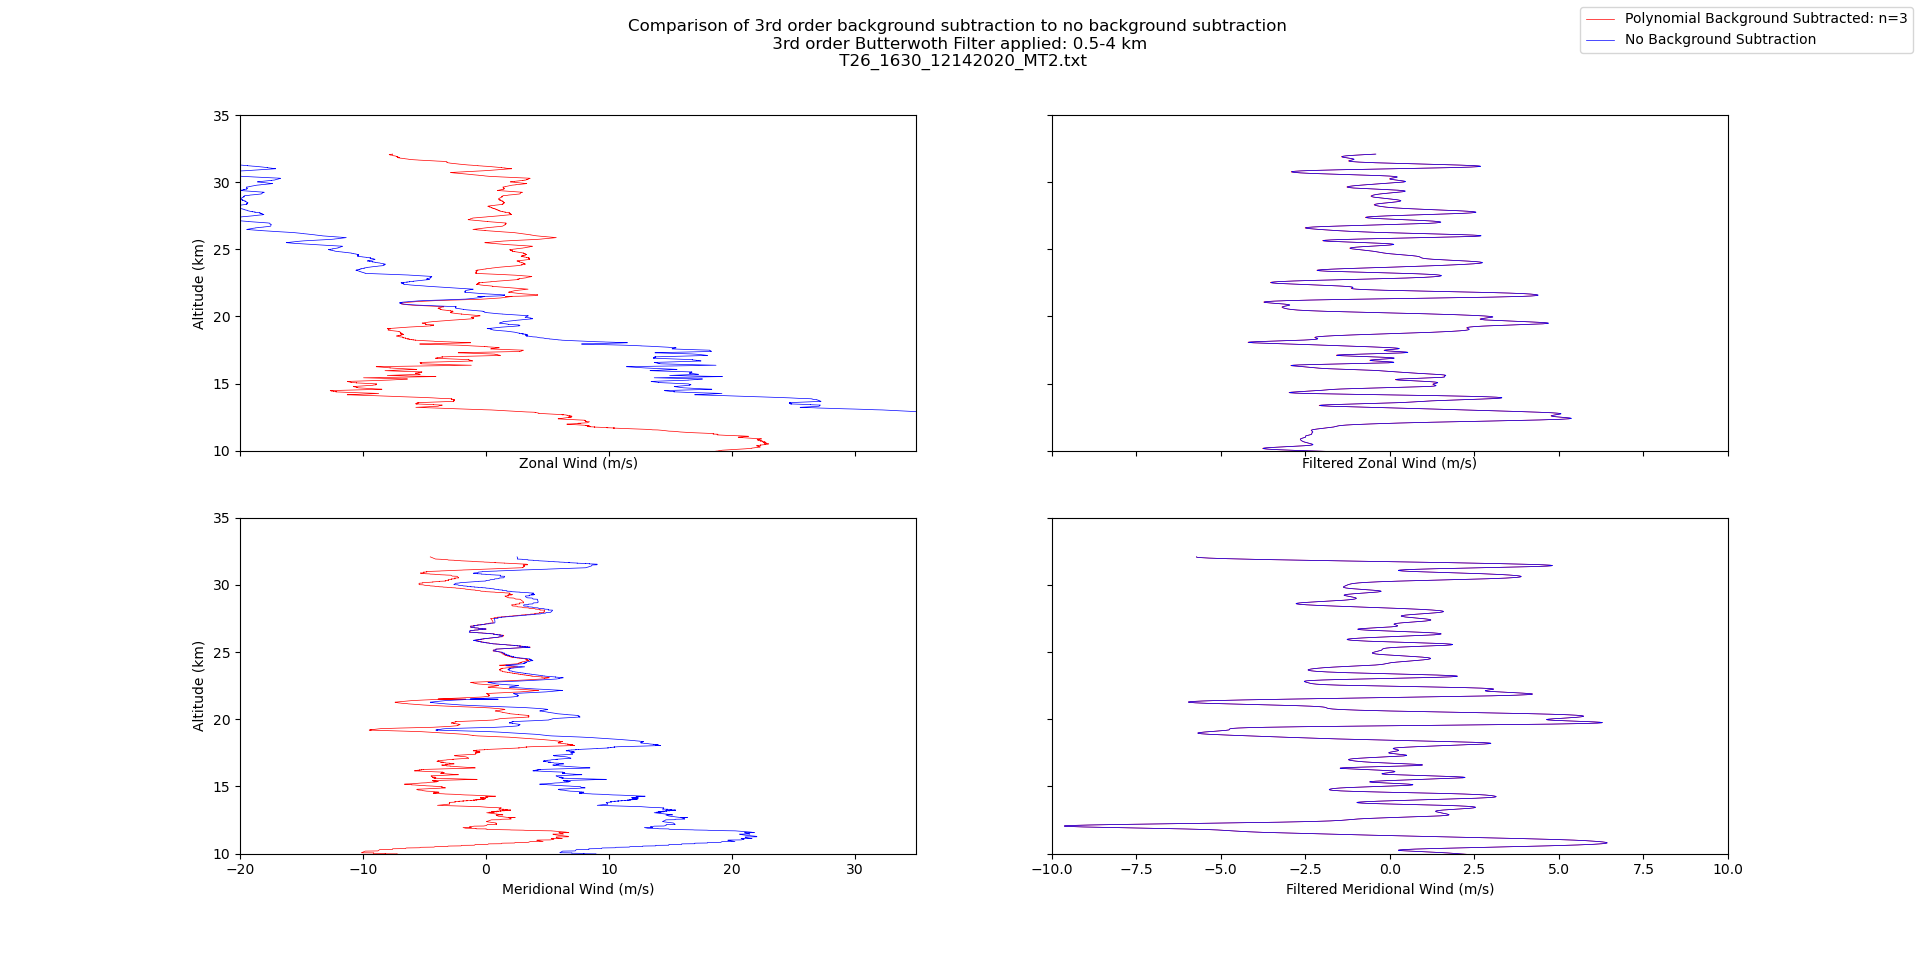 Comparison of 3rd order background subtraction to no background subtraction
3rd order Butterwoth Filter applied: 0.5-4 km
T26_1630_12142020_MT2.txt
Polynomial Background Subtracted: n=3
No Background Subtraction
35
30
25
20
15
10
Altitude (km)
Zonal Wind (m/s)
Filtered Zonal Wind (m/s)
35
30
25
20
15
10
Altitude (km)
−20 −10 0 10 20 30
Meridional Wind (m/s)
−10.0 −7.5 −5.0 −2.5 0.0 2.5 5.0 7.5 10.0
Filtered Meridional Wind (m/s)